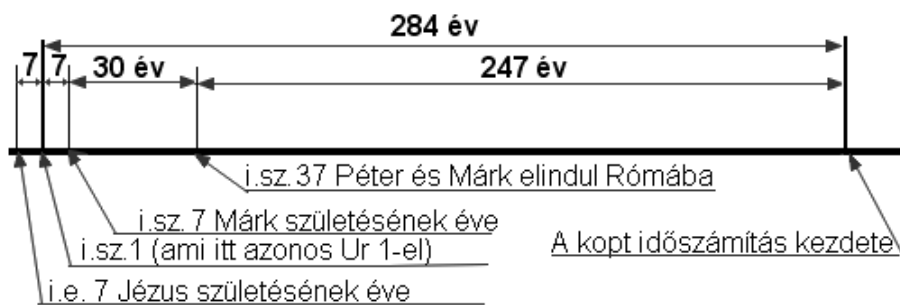 284 év
7 7 30 év 247 év
i.sz. 37 Péter és Márk elindul Rómába
i.sz. 7 Márk születésének éve
i.sz.1 (ami itt azonos Ur 1-el)
A kopt időszámítás kezdete
i.e. 7 Jézus születésének éve